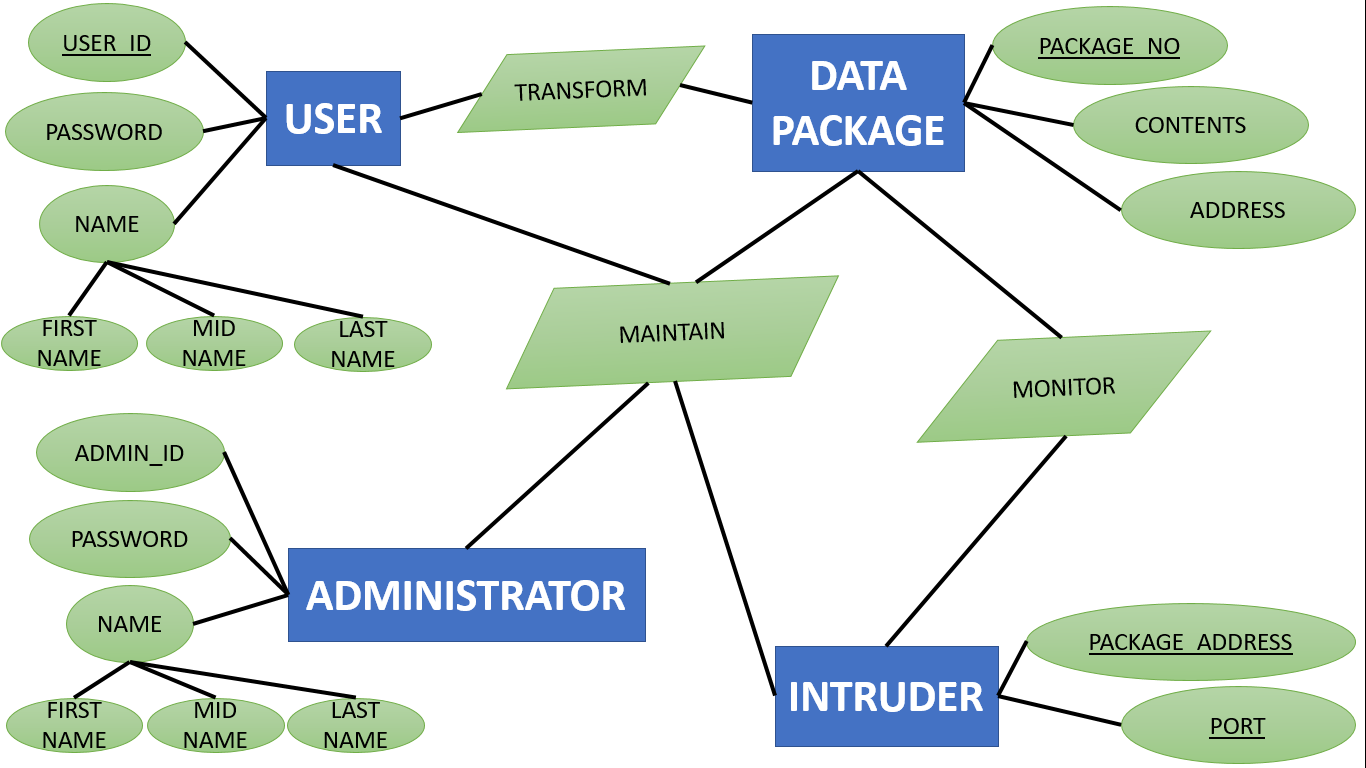 USER_ID
PASSWORD
NAME
FIRST
NAME
MID
NAME
LAST
NAME
USER
TRANSFORM
DATA
PACKAGE
PACKAGE_NO
CONTENTS
ADDRESS
MAINTAIN
MONITOR
ADMIN_ID
PASSWORD
NAME
FIRST
NAME
MID
NAME
LAST
NAME
ADMINISTRATOR
INTRUDER
PACKAGE_ADDRESS
PORT